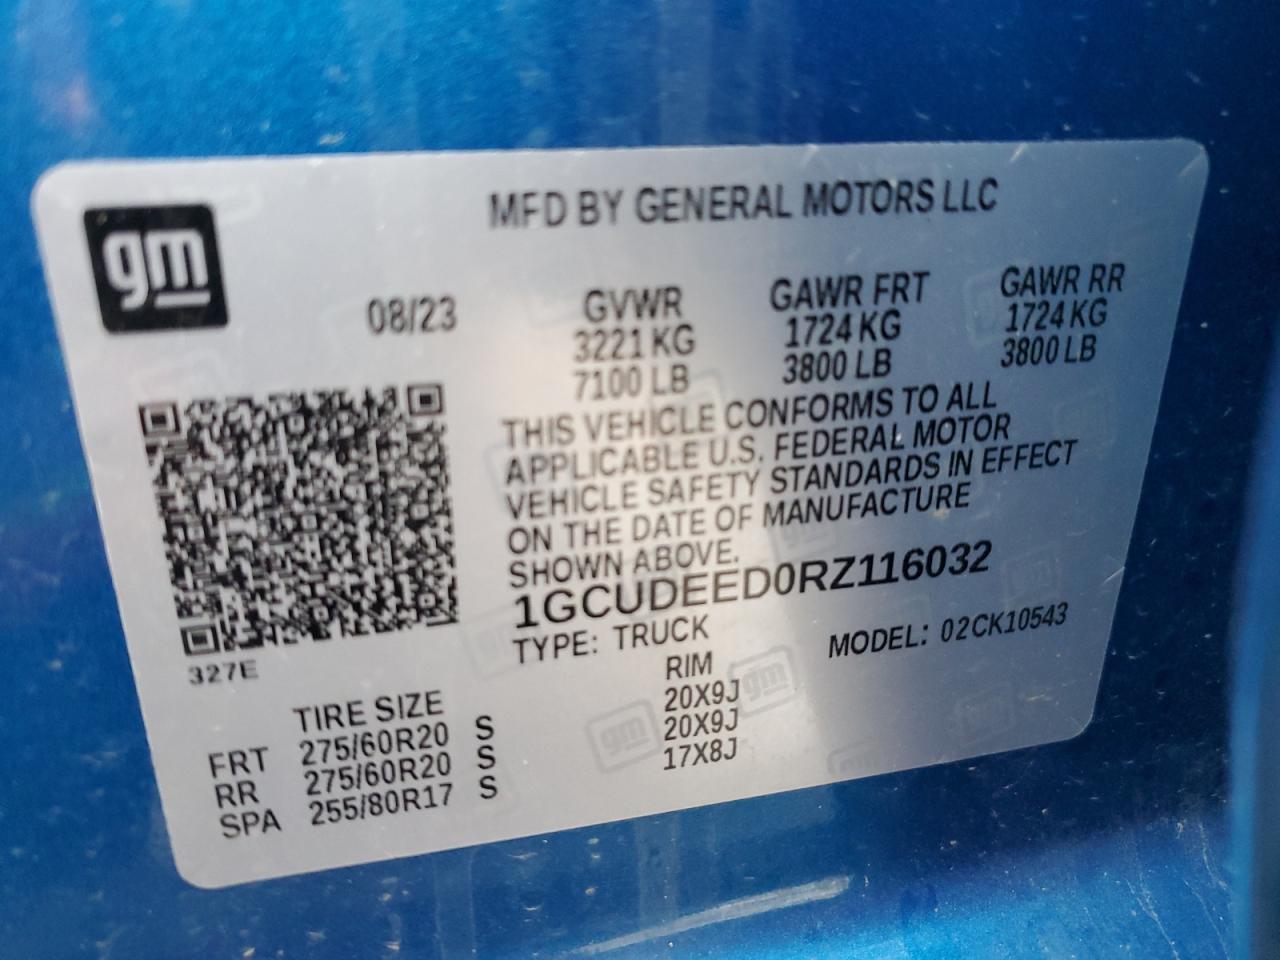 gm
MFD BY GENERAL MOTORS LLC
08/23
GVWR GAWR FRT GAWR RR
3221 KG 1724 KG 1724 KG
7100 LB 3800 LB 3800 LB
THIS VEHICLE CONFORMS TO ALL
APPLICABLE U.S. FEDERAL MOTOR
VEHICLE SAFETY STANDARDS IN EFFECT
ON THE DATE OF MANUFACTURE
SHOWN ABOVE.
1GCUDEED0RZ116032
TYPE: TRUCK MODEL: 02CK10543
327E
TIRE SIZE RIM
FRT 275/60R20 S 20X9J
RR 275/60R20 S 20X9J
SPA 255/80R17 S 17X8J
gm
gm